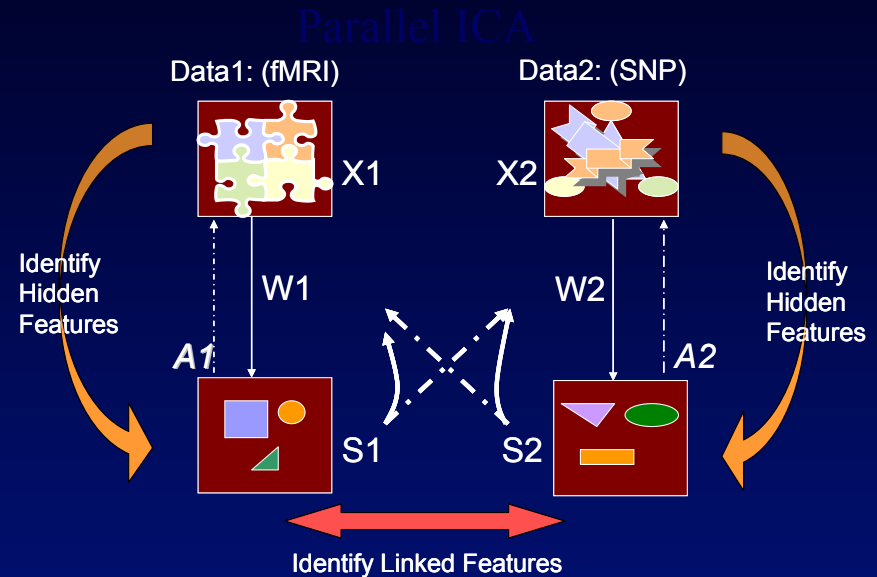 Parallel ICA
Data1: (fMRI)
Data2: (SNP)
X1
X2
Identify
Hidden
Features
W1
W2
Identify
Hidden
Features
A1
A2
S1
S2
Identify Linked Features